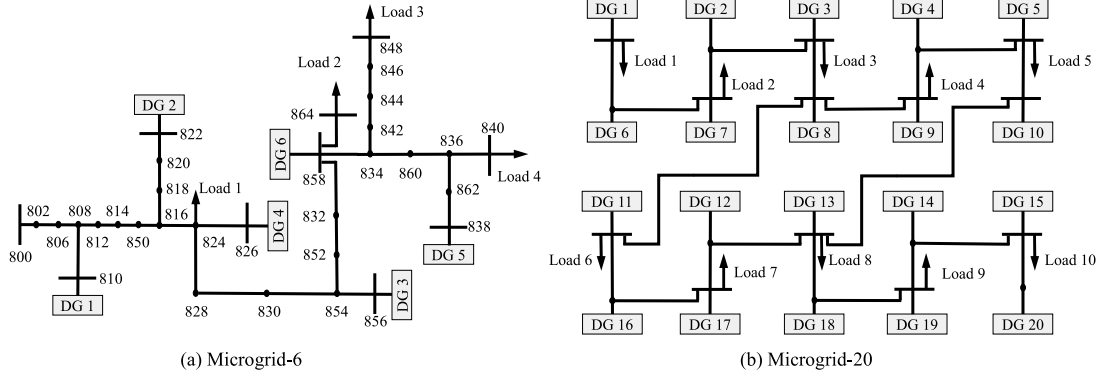 DG 1 DG 2 DG 3 DG 4 DG 5
Load 3
848
846
844
842
Load 2
864
DG 2
822
820
818
Load 1
DG 6
858
834
860
836
840
Load 4
862
838
DG 5
802
808
814
816
800
806
812
850
824
826
DG 4
810
DG 1
832
852
828
830
854
856
DG 3
(a) Microgrid-6
Load 1 Load 3 Load 5
Load 2 Load 4
DG 6 DG 7 DG 8 DG 9 DG 10
DG 11 DG 12 DG 13 DG 14 DG 15
Load 6 Load 8 Load 10
Load 7 Load 9
DG 16 DG 17 DG 18 DG 19 DG 20
(b) Microgrid-20